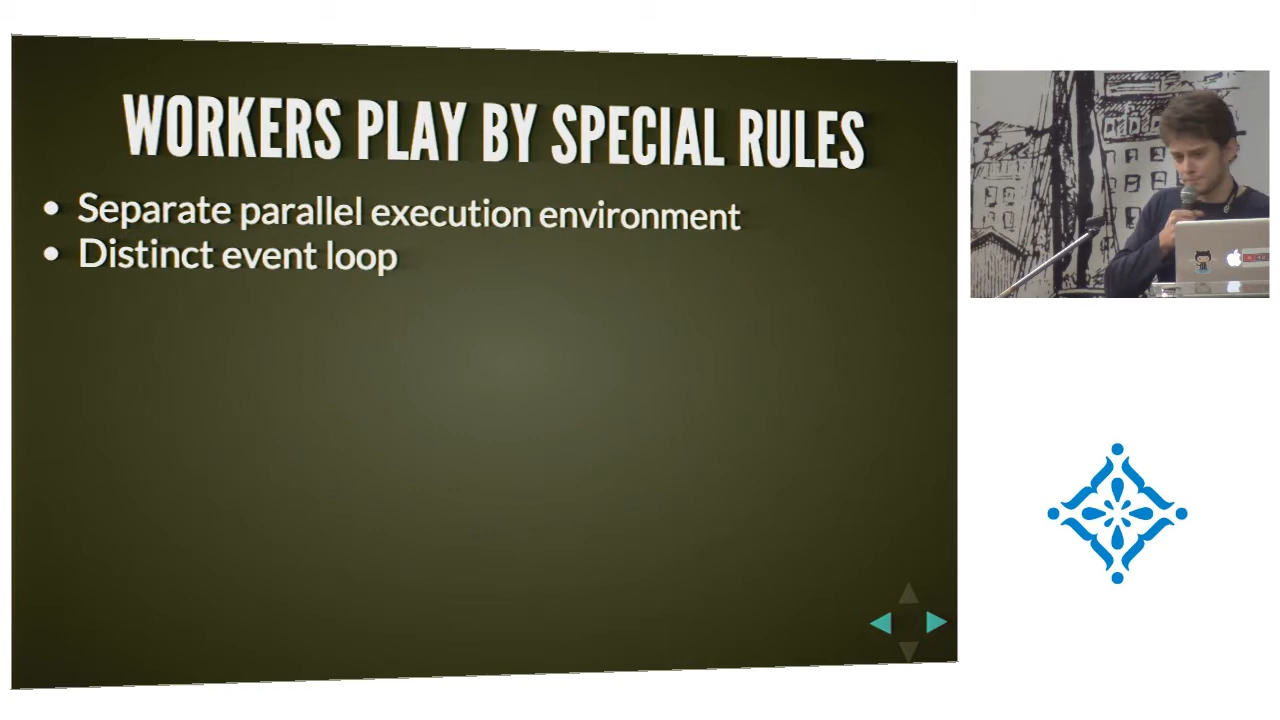 WORKERS PLAY BY SPECIAL RULES
• Separate parallel execution environment
• Distinct event loop